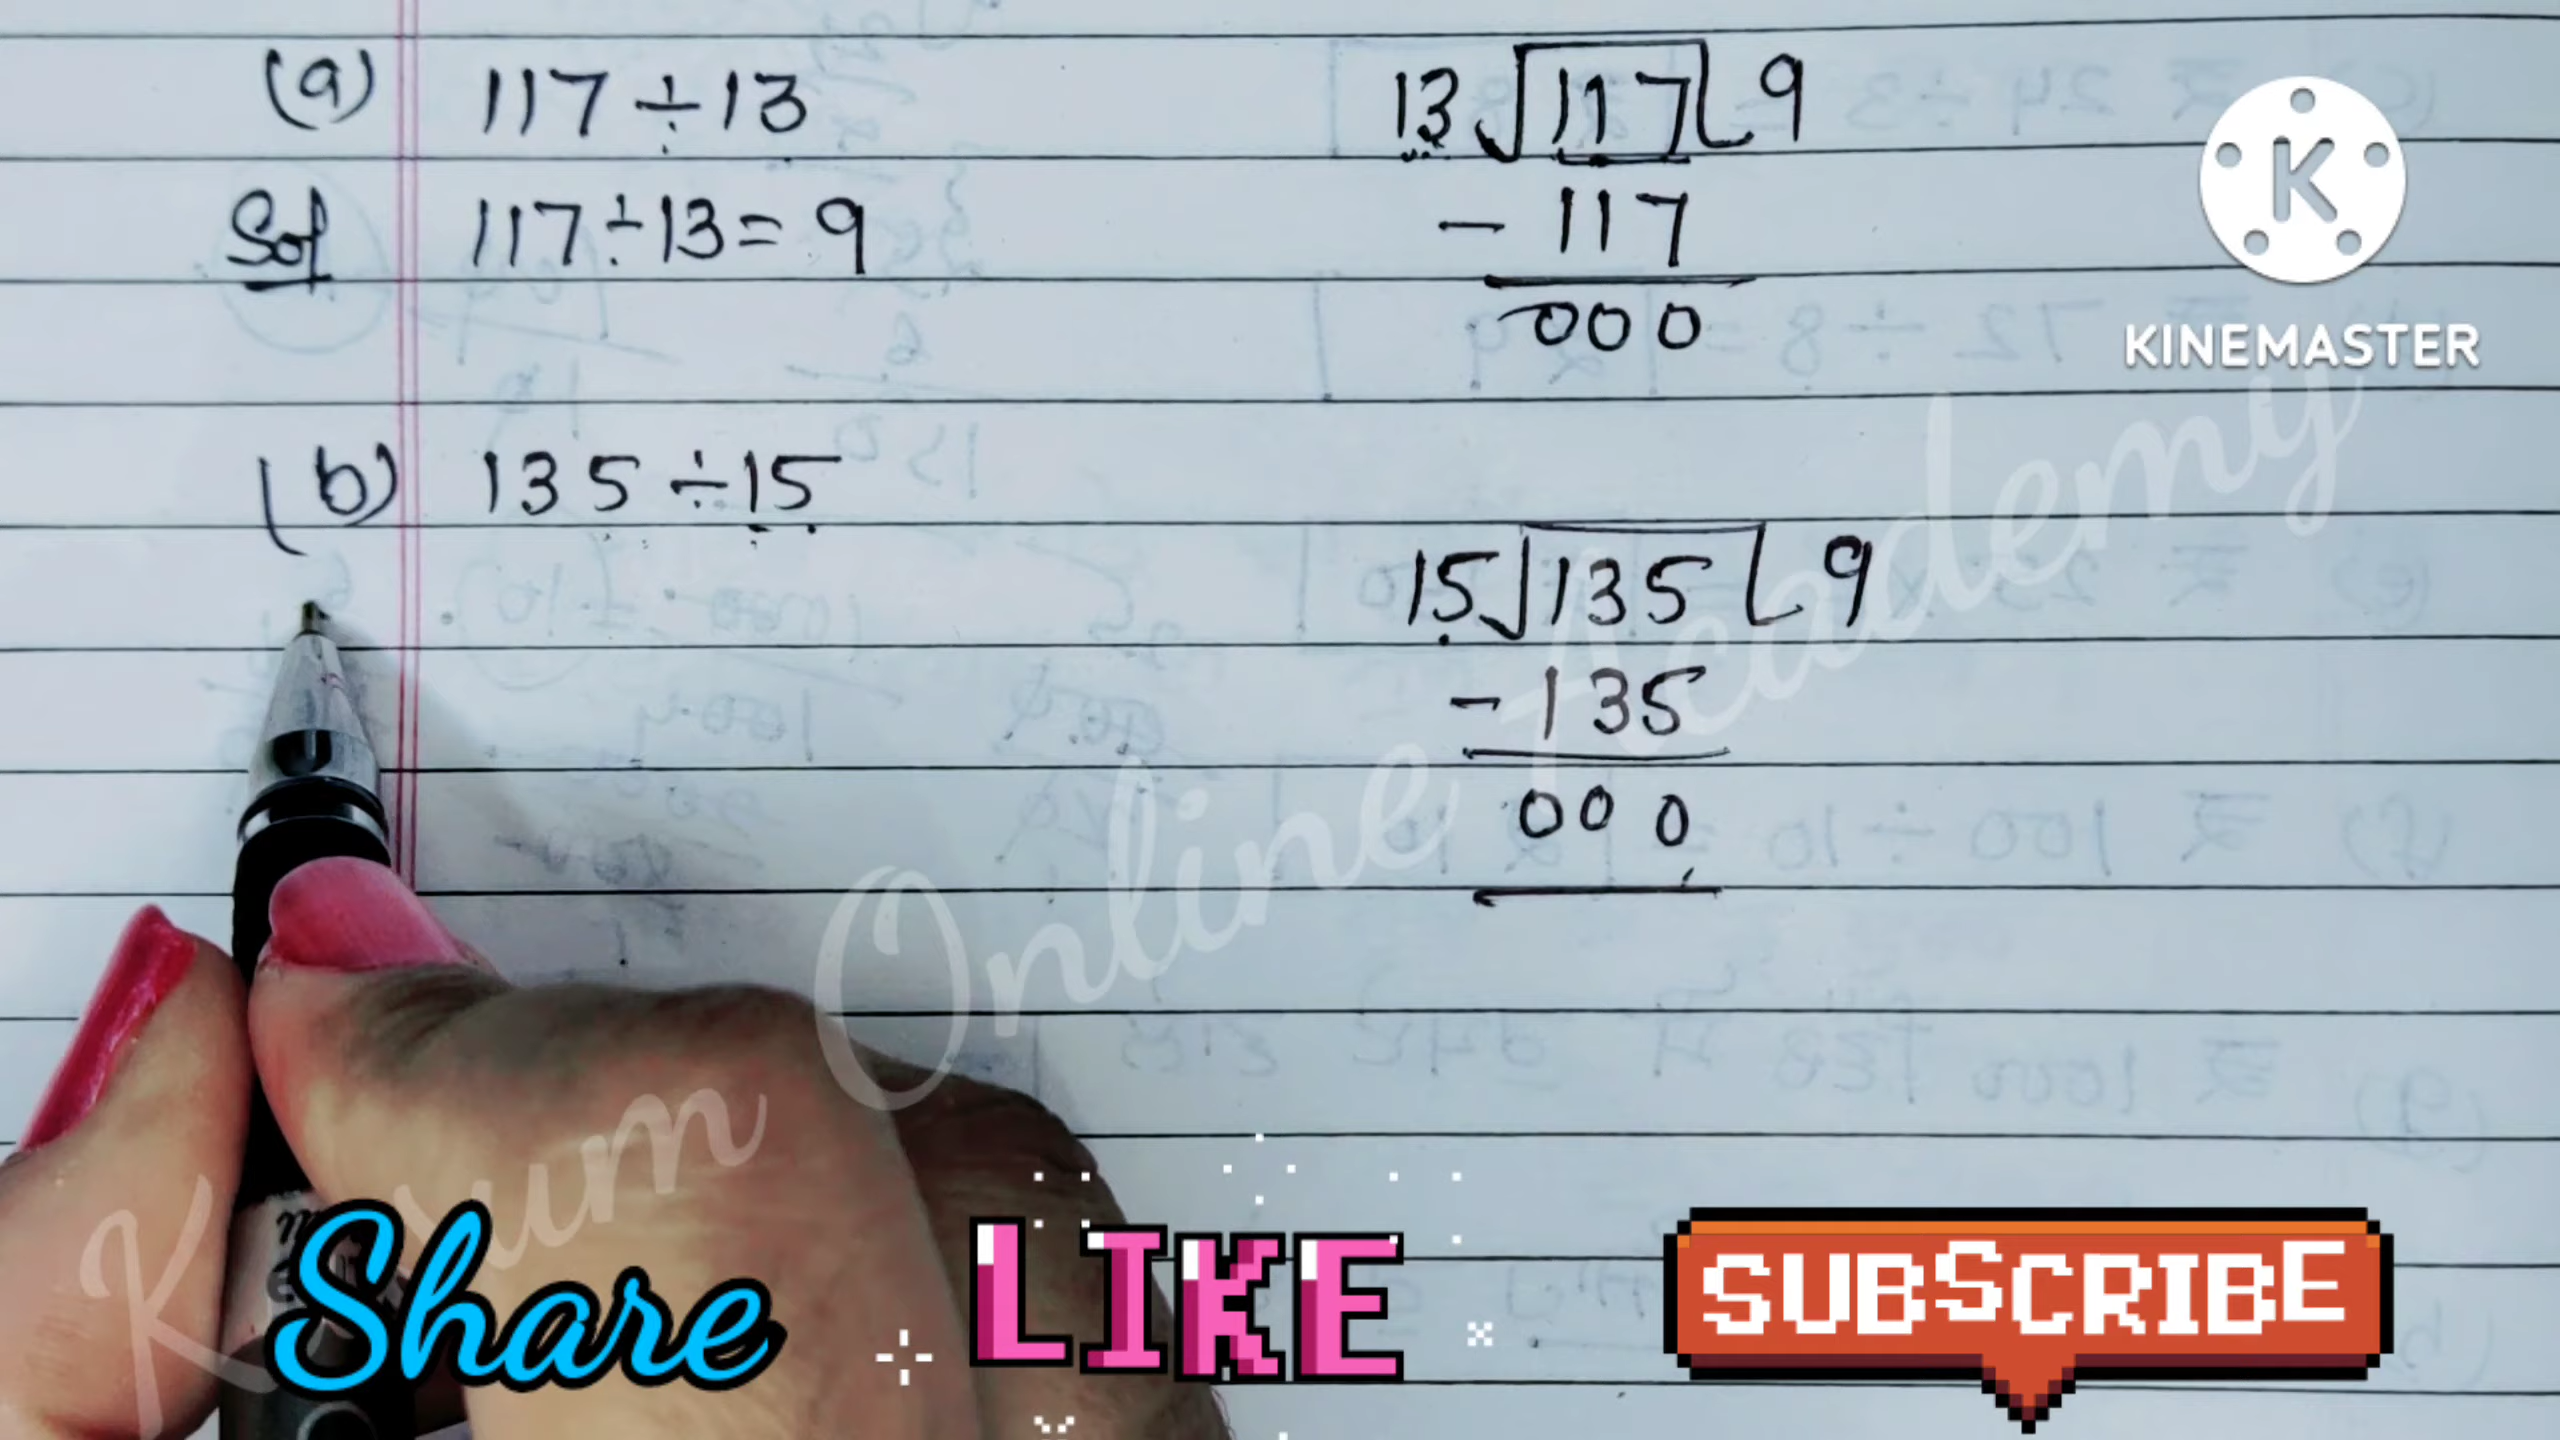 (a) 117 ÷ 13
Sol 117 ÷ 13 = 9
13 √117 9
- 117
000
(b) 135 ÷ 15
15 √135 9
- 135
000
K
KINEMASTER
Online Academy
Share
LIKE
SUBSCRIBE